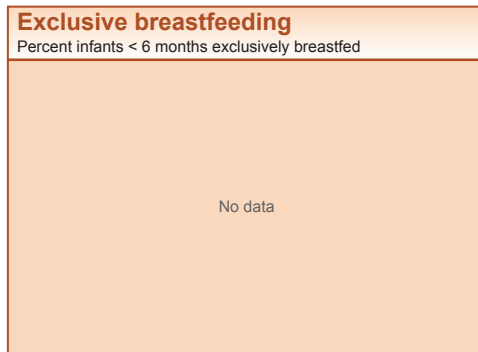 Exclusive breastfeeding
Percent infants < 6 months exclusively breastfed
No data